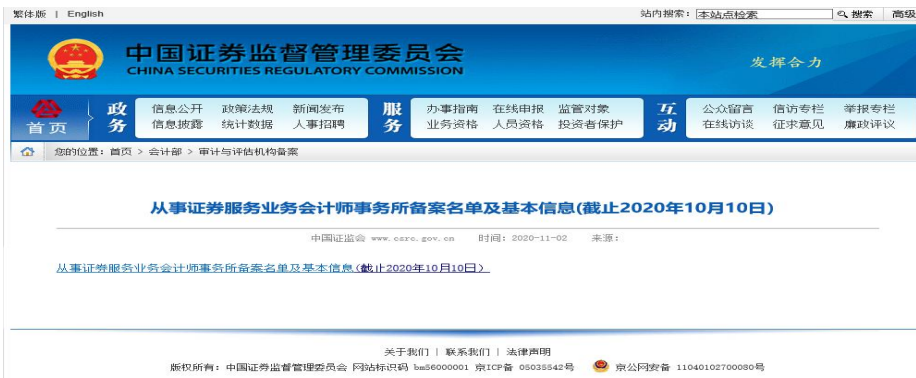 繁体版 | English 站内搜索: 本站点检索 搜索 高级
中国证券监督管理委员会
CHINA SECURITIES REGULATORY COMMISSION
发挥合力
首页
政务
信息公开 政策法规 新闻发布
信息披露 统计数据 人事招聘
服务
办事指南 在线申报 监管对象
业务资格 人员资格 投资者保护
互动
公众留言 信访专栏 举报专栏
在线访谈 征求意见 廉政评议
您的位置: 首页 > 会计部 > 审计与评估机构备案
从事证券服务业务会计师事务所备案名单及基本信息(截止2020年10月10日)
中国证监会 www.csrc.gov.cn 时间: 2020-11-02 来源:
从事证券服务业务会计师事务所备案名单及基本信息(截止2020年10月10日)
关于我们 | 联系我们 | 法律声明
版权所有: 中国证券监督管理委员会 网站标识码 bm56000001 京ICP备 05035542号 京公网安备 11040102700080号